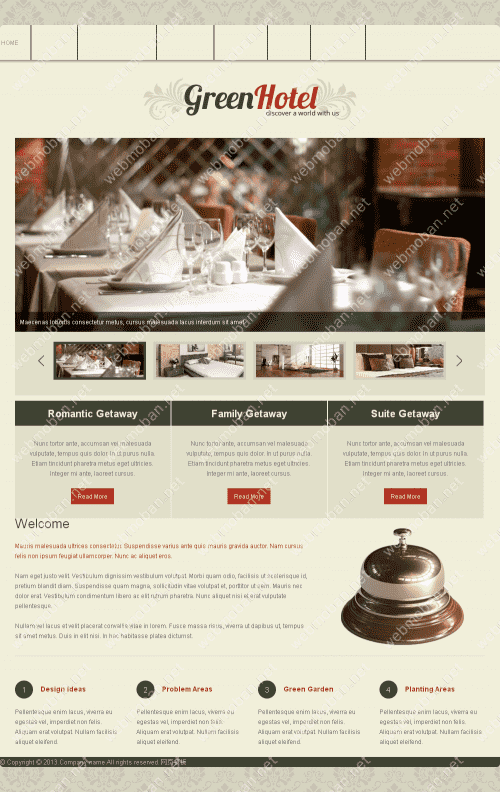 HOME
GreenHotel
discover a world with us
Maecenas lobortis consectetur metus, cursus malesuada lacus interdum sit amet.
Romantic Getaway
Family Getaway
Suite Getaway
Nunc tortor ante, accumsan vel malesuada
vulputate, tempus quis dolor. In ut purus nulla.
Etiam tincidunt pharetra metus eget ultricies.
Integer mi ante, iaculis cursus.
Read More
Nunc tortor ante, accumsan vel malesuada
vulputate, tempus quis dolor. In ut purus nulla.
Etiam tincidunt pharetra metus eget ultricies.
Integer mi ante, iaculis cursus.
Read More
Nunc tortor ante, accumsan vel malesuada
vulputate, tempus quis dolor. In ut purus nulla.
Etiam tincidunt pharetra metus eget ultricies.
Integer mi ante, iaculis cursus.
Read More
Welcome
Mauris malesuada ultrices consectetur. Suspendisse varius ante quis mauris gravida auctor. Nam cursus
felis non ipsum feugiat ullamcorper. Nunc ac aliquet eros.
Nam eget justo velit. Vestibulum dignissim vestibulum volutpat. Morbi quam odio, facilisis ut scelerisque id,
pretium blandit diam. Suspendisse quam magna, sollicitudin vitae volutpat et, porttitor ut sem. Mauris nec
dolor erat. Vestibulum condimentum libero ac elit rutrum pharetra. Nunc aliquet nisi et erat vulputate
pellentesque.
Nullam vel lacus et velit placerat convallis vitae in lorem. Fusce massa risus, viverra ut dapibus ut, tempus
sit amet metus. Duis in elit nisi. In hac habitasse platea dictumst.
1 Design Ideas
Pellentesque enim lacus, viverra eu
egestas vel, imperdiet non felis.
Aliquam erat volutpat. Nullam facilisis
aliquet eleifend.
2 Problem Areas
Pellentesque enim lacus, viverra eu
egestas vel, imperdiet non felis.
Aliquam erat volutpat. Nullam facilisis
aliquet eleifend.
3 Green Garden
Pellentesque enim lacus, viverra eu
egestas vel, imperdiet non felis.
Aliquam erat volutpat. Nullam facilisis
aliquet eleifend.
4 Planting Areas
Pellentesque enim lacus, viverra eu
egestas vel, imperdiet non felis.
Aliquam erat volutpat. Nullam facilisis
aliquet eleifend.
© Copyright © 2013.Company name All rights reserved.网页模板
webmoban.net